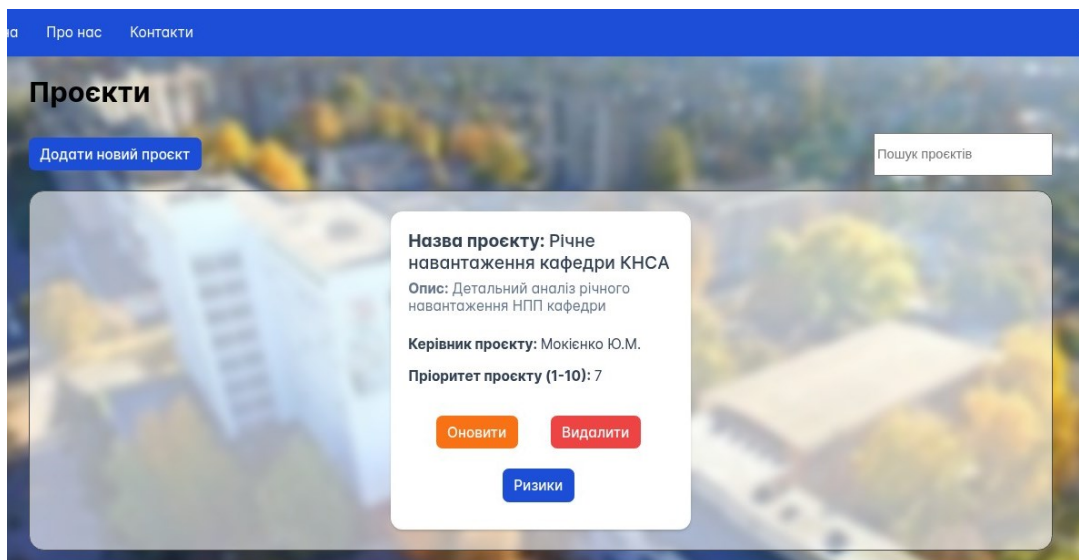 на Про нас Контакти
Проєкти
Додати новий проєкт
Пошук проєктів
Назва проєкту: Річне
навантаження кафедри КНСА
Опис: Детальний аналіз річного
навантаження НПП кафедри
Керівник проєкту: Мокієнко Ю.М.
Пріоритет проєкту (1-10): 7
Оновити Видалити
Ризики